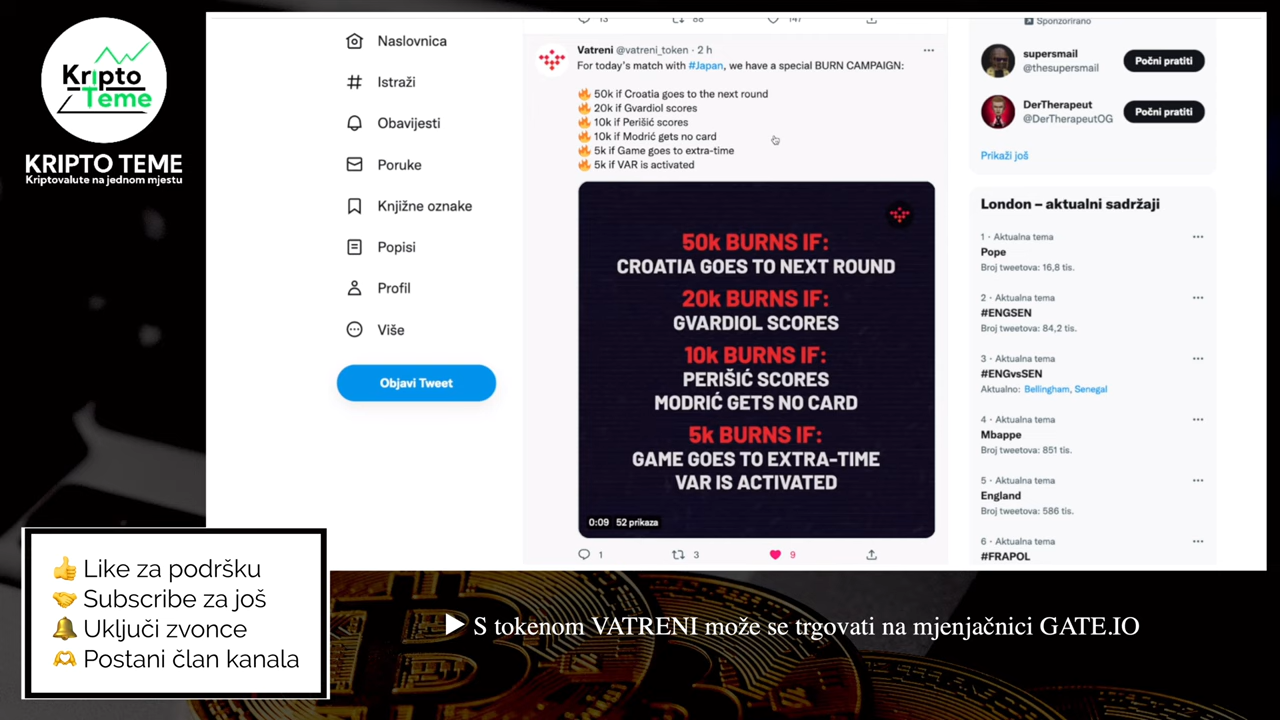 Kripto
Teme
KRIPTO TEME
Kriptovalute na jednom mjestu
Naslovnica
Istraži
Obavijesti
Poruke
Knjižne oznake
Popisi
Profil
Više
Objavi Tweet
13
88
147
Vatreni @vatreni_token · 2 h
For today's match with #Japan, we have a special BURN CAMPAIGN:
🔥 50k if Croatia goes to the next round
🔥 20k if Gvardiol scores
🔥 10k if Perišić scores
🔥 10k if Modrić gets no card
🔥 5k if Game goes to extra-time
🔥 5k if VAR is activated
50k BURNS IF:
CROATIA GOES TO NEXT ROUND
20k BURNS IF:
GVARDIOL SCORES
10k BURNS IF:
PERIŠIĆ SCORES
MODRIĆ GETS NO CARD
5k BURNS IF:
GAME GOES TO EXTRA-TIME
VAR IS ACTIVATED
0:09 52 prikaza
1
3
9
Sponzorirano
supersmail
@thesupersmail
Počni pratiti
DerTherapeut
@DerTherapeutOG
Počni pratiti
Prikaži još
London – aktualni sadržaji
1 · Aktualna tema
Pope
Broj tweetova: 16,8 tis.
2 · Aktualna tema
#ENGSEN
Broj tweetova: 84,2 tis.
3 · Aktualna tema
#ENGvsSEN
Aktualno: Bellingham, Senegal
4 · Aktualna tema
Mbappe
Broj tweetova: 851 tis.
5 · Aktualna tema
England
Broj tweetova: 586 tis.
6 · Aktualna tema
#FRAPOL
👍 Like za podršku
🤝 Subscribe za još
🔔 Uključi zvonce
🫶 Postani član kanala
▶ S tokenom VATRENI može se trgovati na mjenjačnici GATE.IO